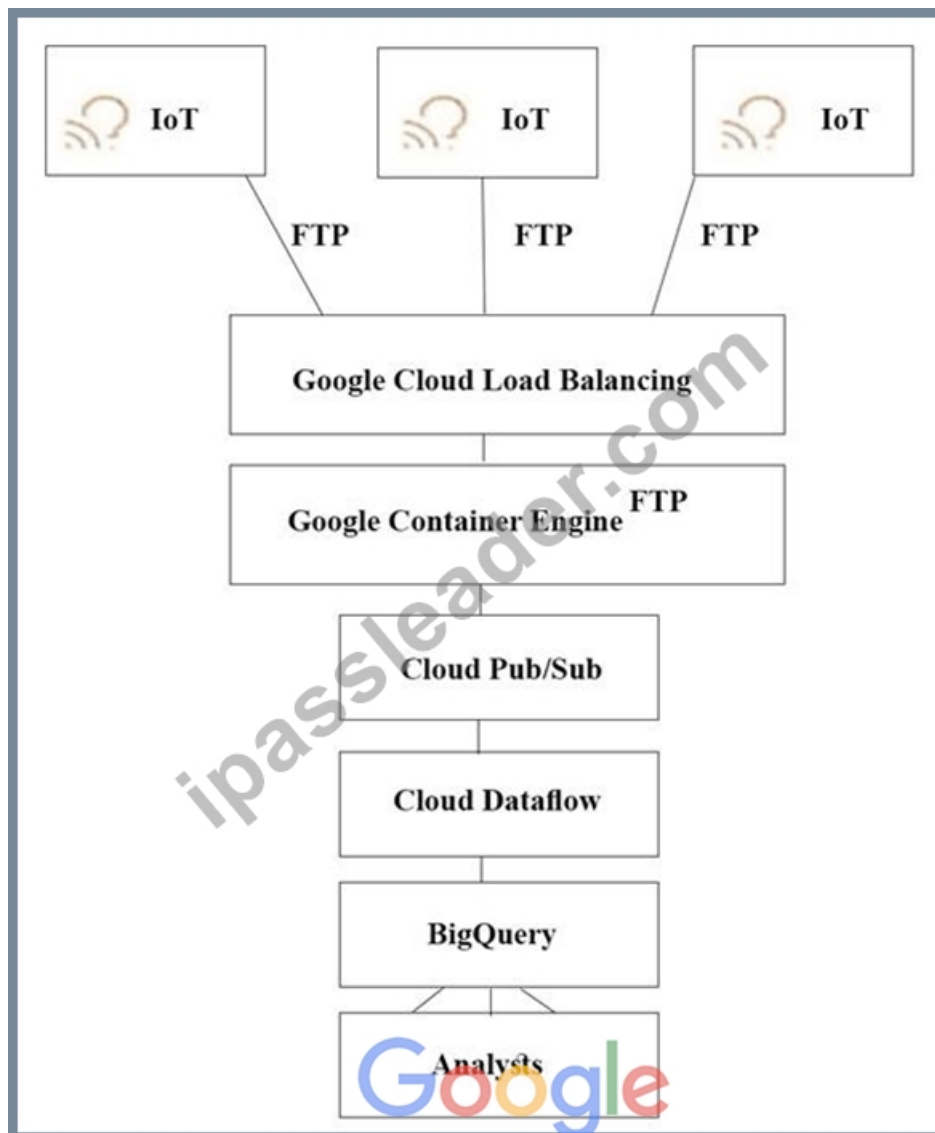 IoT IoT IoT
FTP FTP FTP
Google Cloud Load Balancing
Google Container Engine FTP
Cloud Pub/Sub
Cloud Dataflow
BigQuery
Analysts
Google
ipassleader.com